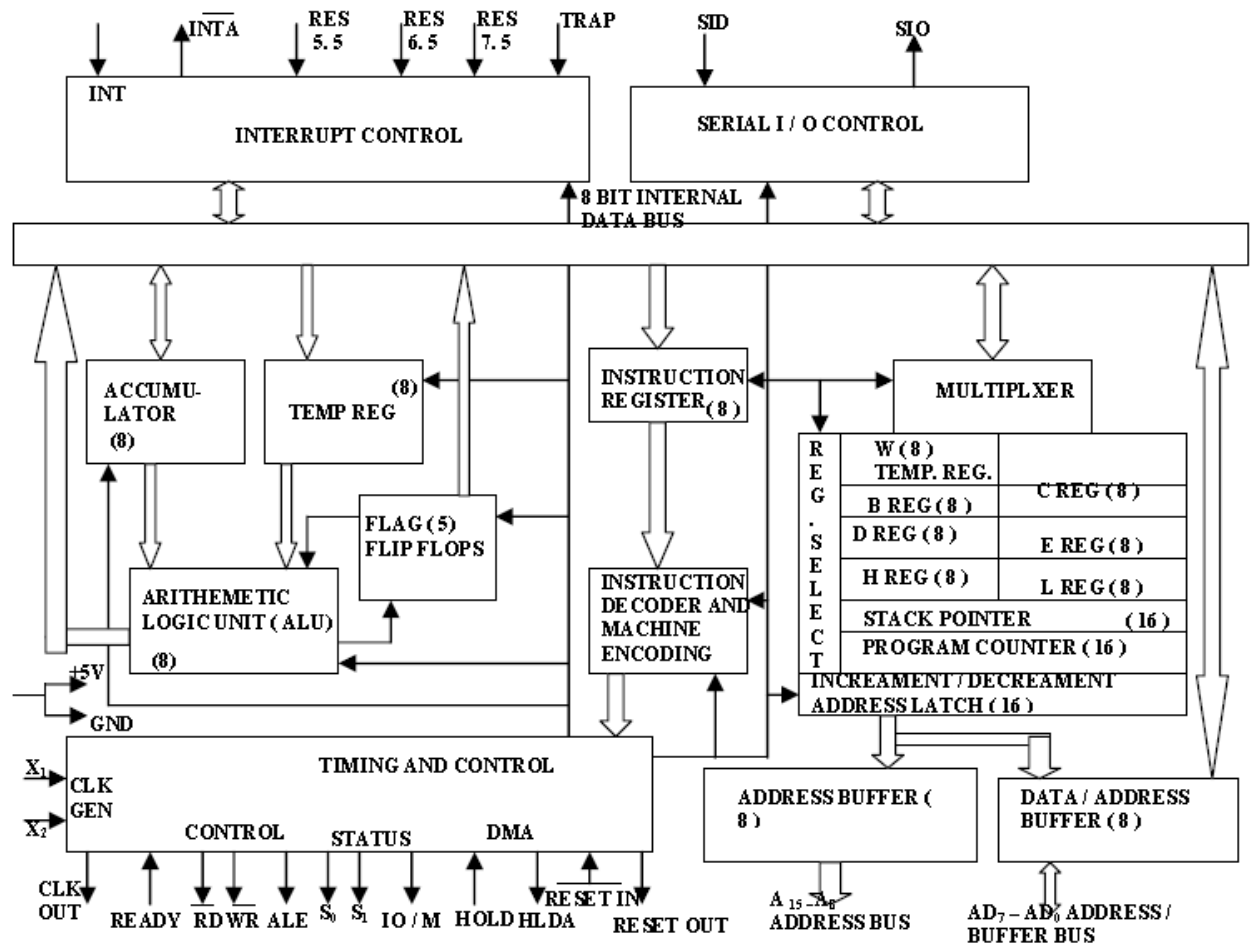 INTA
RES
5. 5
RES
6. 5
RES
7. 5
TRAP
SID
SIO
INT
INTERRUPT CONTROL
SERIAL I / O CONTROL
8 BIT INTERNAL
DATA BUS
ACCUMU-
LATOR
(8)
(8)
TEMP REG
INSTRUCTION
REGISTER
( 8 )
MULTIPLXER
R
E
G
.
S
E
L
E
C
T
W ( 8 )
TEMP. REG.
C REG ( 8 )
B REG ( 8 )
D REG ( 8 )
E REG ( 8 )
H REG ( 8 )
L REG ( 8 )
STACK POINTER
( 16 )
PROGRAM COUNTER ( 16 )
INCREAMENT / DECREAMENT
ADDRESS LATCH ( 16 )
FLAG ( 5 )
FLIP FLOPS
ARITHEMETIC
LOGIC UNIT ( ALU)
(8)
INSTRUCTION
DECODER AND
MACHINE
ENCODING
+5V
GND
X₁
X₂
CLK
GEN
TIMING AND CONTROL
CONTROL
STATUS
DMA
ADDRESS BUFFER (
8 )
DATA / ADDRESS
BUFFER ( 8 )
CLK
OUT
READY
RD
WR
ALE
S₀
S₁
IO / M
HOLD
HLDA
RESET IN
RESET OUT
A ₁₅ – A₈
ADDRESS BUS
AD₇ – AD₀ ADDRESS /
BUFFER BUS